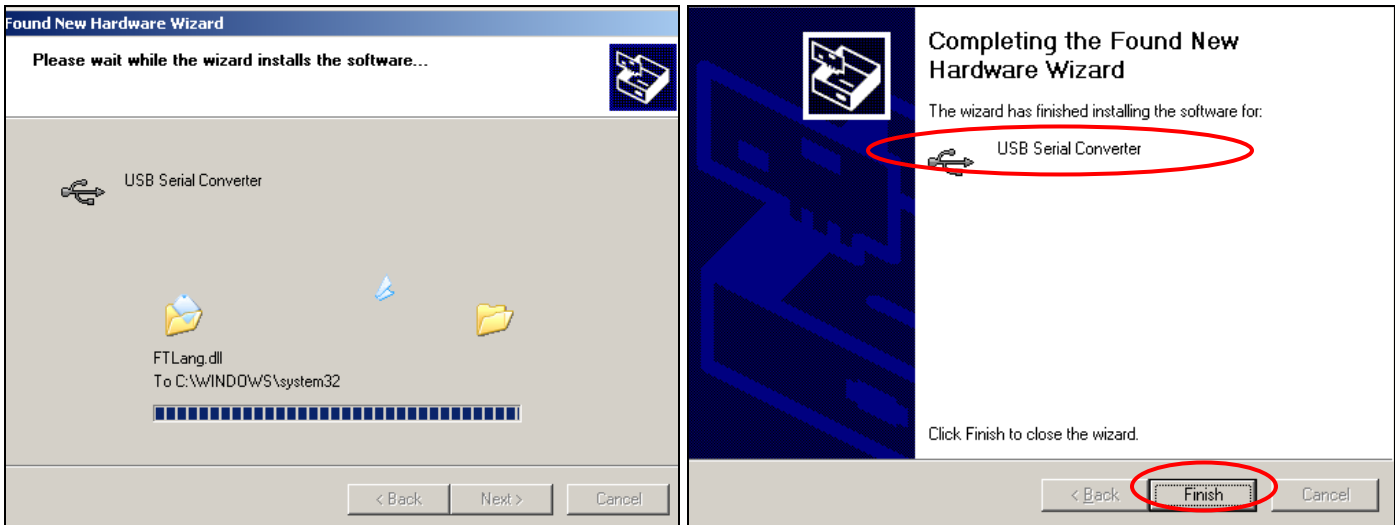 Found New Hardware Wizard
Please wait while the wizard installs the software...
USB Serial Converter
FTLang.dll
To C:\WINDOWS\system32
< Back Next > Cancel
Completing the Found New
Hardware Wizard
The wizard has finished installing the software for:
USB Serial Converter
Click Finish to close the wizard.
< Back Finish Cancel